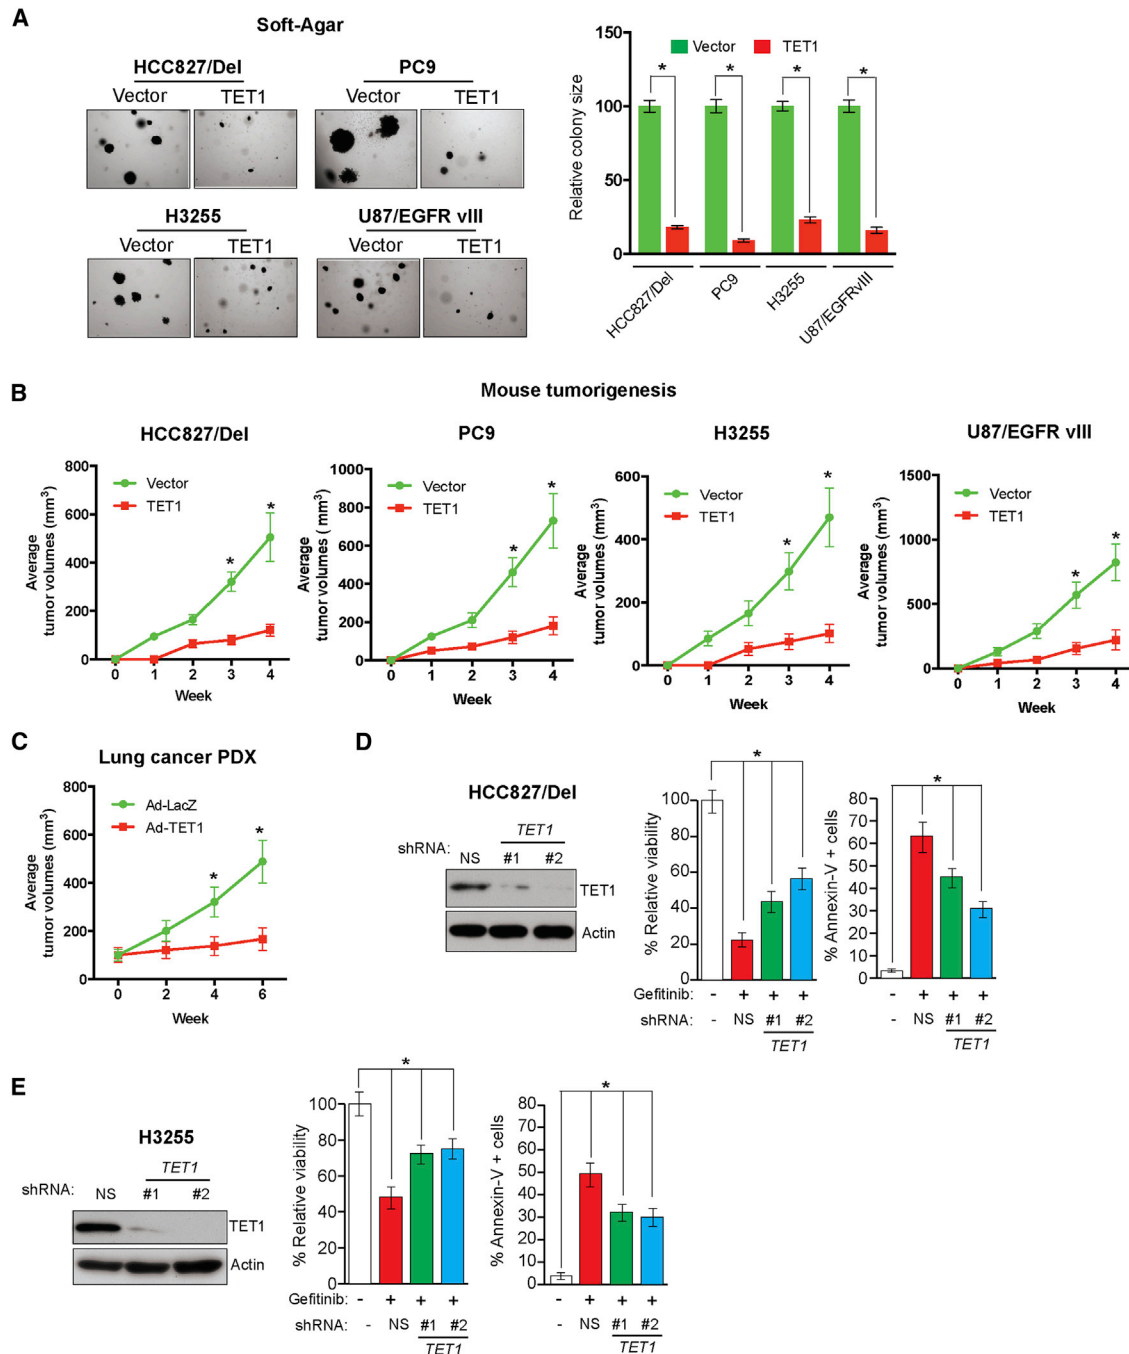 A
Soft-Agar
HCC827/Del
PC9
Vector
TET1
Vector
TET1
H3255
U87/EGFR vIII
Vector
TET1
Vector
TET1
Vector
TET1
Relative colony size
150
100
50
0
*
*
*
*
HCC827/Del
PC9
H3255
U87/EGFRvIII
B
Mouse tumorigenesis
HCC827/Del
Average
tumor volumes (mm3)
800
600
400
200
0
Vector
TET1
*
*
0 1 2 3 4
Week
PC9
Average
tumor volumes ( mm3)
1000
800
600
400
200
0
Vector
TET1
*
*
0 1 2 3 4
Week
H3255
Average
tumor volumes (mm3)
600
400
200
0
Vector
TET1
*
*
0 1 2 3 4
Week
U87/EGFR vIII
Average
tumor volumes (mm3)
1500
1000
500
0
Vector
TET1
*
*
0 1 2 3 4
Week
C
Lung cancer PDX
Average
tumor volumes (mm3)
800
600
400
200
0
Ad-LacZ
Ad-TET1
*
*
0 2 4 6
Week
D
HCC827/Del
TET1
shRNA: NS #1 #2
TET1
Actin
*
% Relative viability
100
80
60
40
20
0
Gefitinib: - + + +
shRNA: - NS #1 #2
TET1
*
% Annexin-V + cells
80
70
60
50
40
30
20
10
0
- + + +
- NS #1 #2
TET1
E
H3255
TET1
shRNA: NS #1 #2
TET1
Actin
*
% Relative viability
100
80
60
40
20
0
Gefitinib: - + + +
shRNA: - NS #1 #2
TET1
*
% Annexin-V + cells
80
70
60
50
40
30
20
10
0
- + + +
- NS #1 #2
TET1